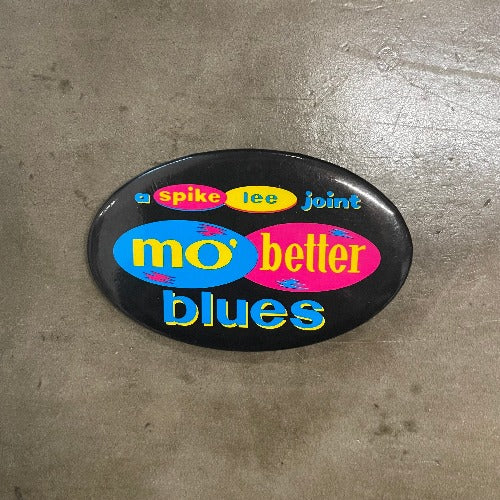 a spike lee joint
mo' better
blues